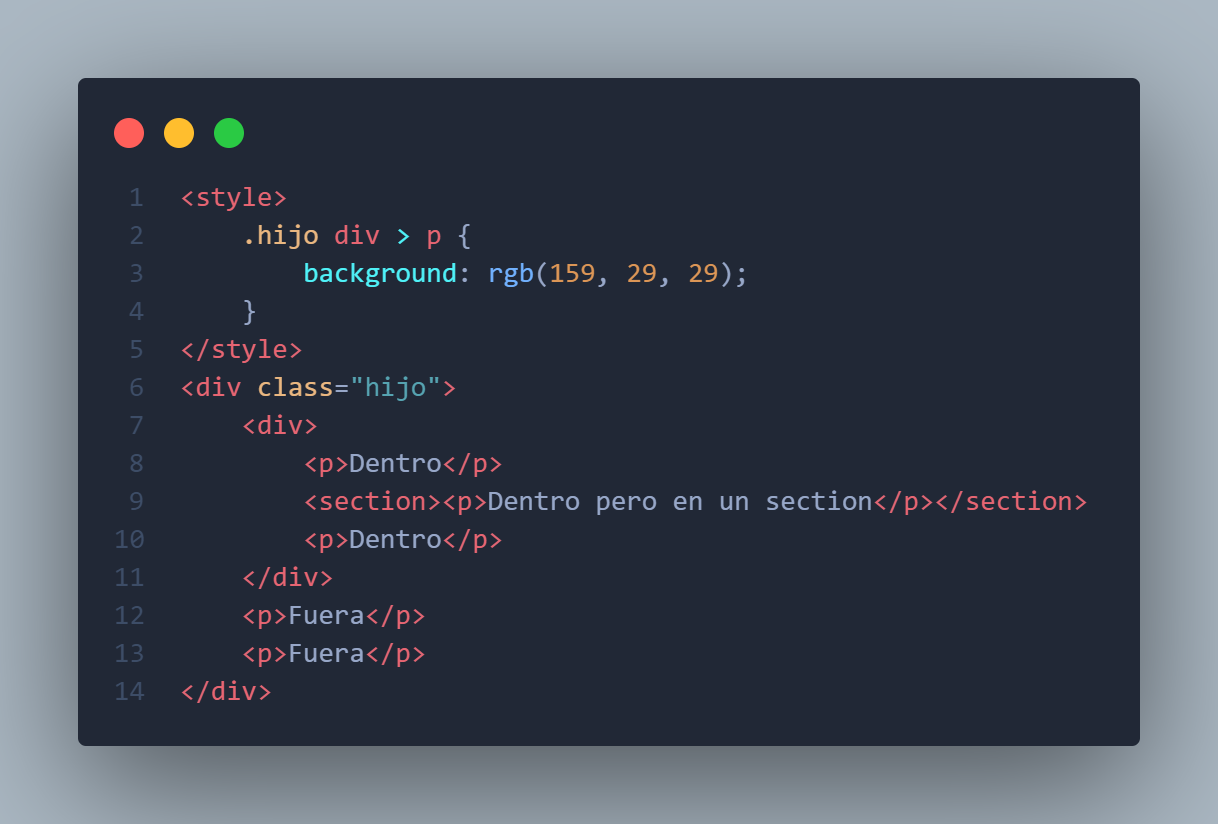 1 <style>
2     .hijo div > p {
3         background: rgb(159, 29, 29);
4     }
5 </style>
6 <div class="hijo">
7     <div>
8         <p>Dentro</p>
9         <section><p>Dentro pero en un section</p></section>
10         <p>Dentro</p>
11     </div>
12     <p>Fuera</p>
13     <p>Fuera</p>
14 </div>